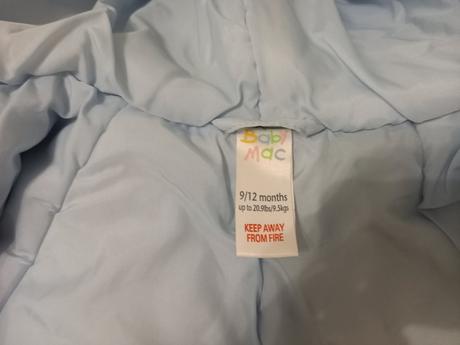 Baby
Mac
9/12 months
up to 20.9lbs/9.5kgs
KEEP AWAY
FROM FIRE